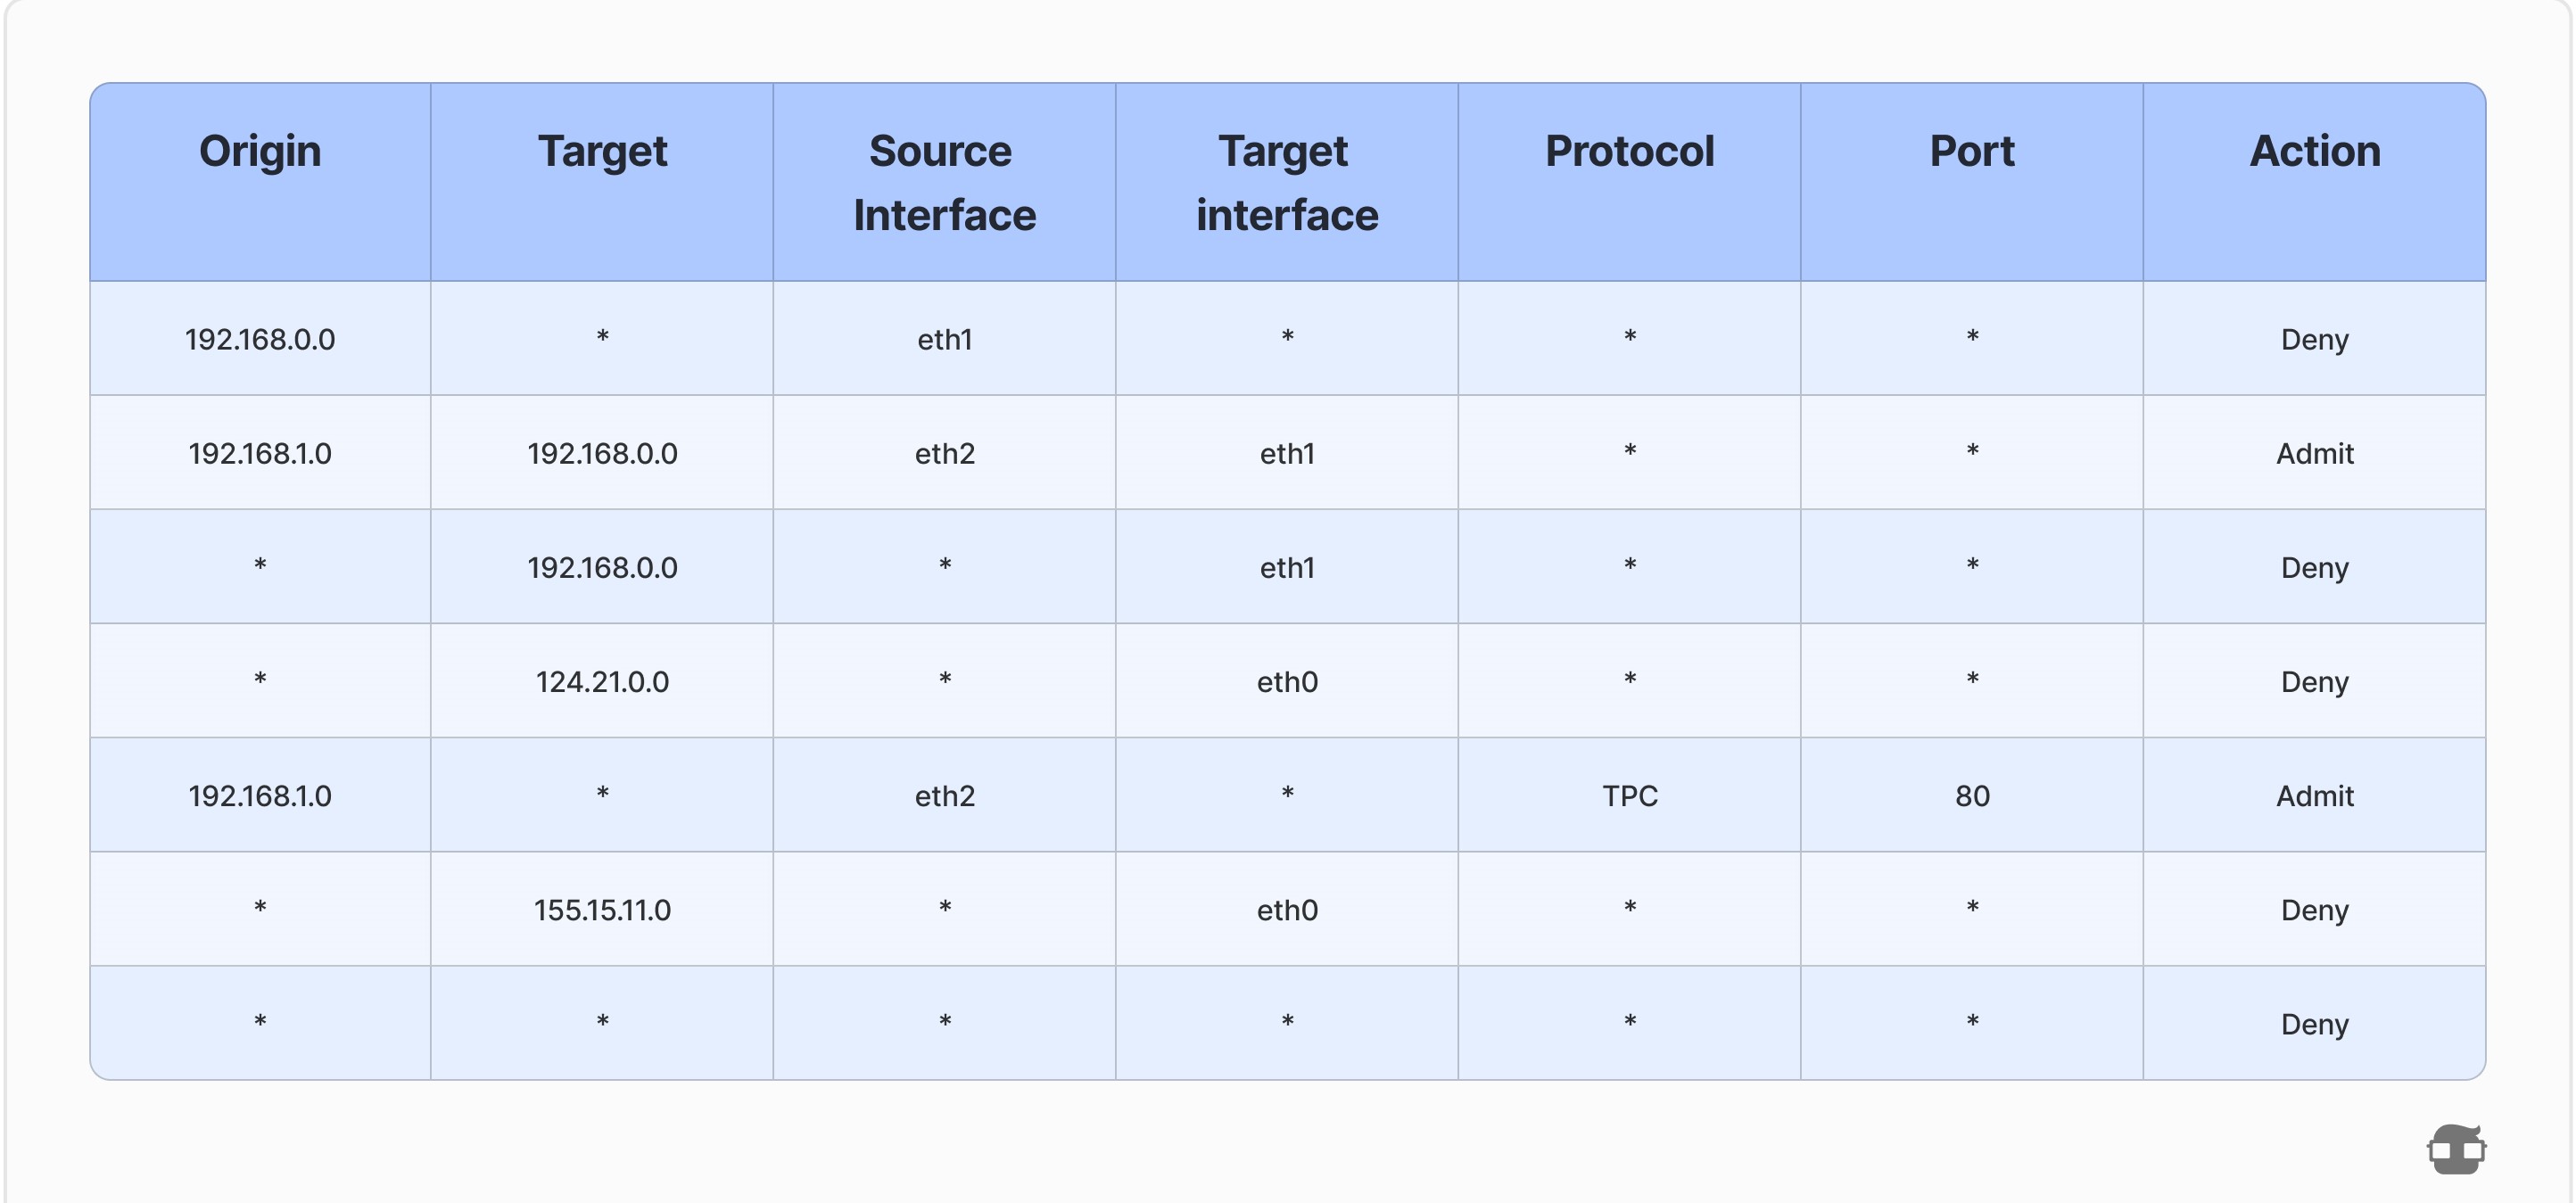 Origin Target Source Interface Target interface Protocol Port Action
192.168.0.0 * eth1 * * * Deny
192.168.1.0 192.168.0.0 eth2 eth1 * * Admit
* 192.168.0.0 * eth1 * * Deny
* 124.21.0.0 * eth0 * * Deny
192.168.1.0 * eth2 * TPC 80 Admit
* 155.15.11.0 * eth0 * * Deny
* * * * * * Deny